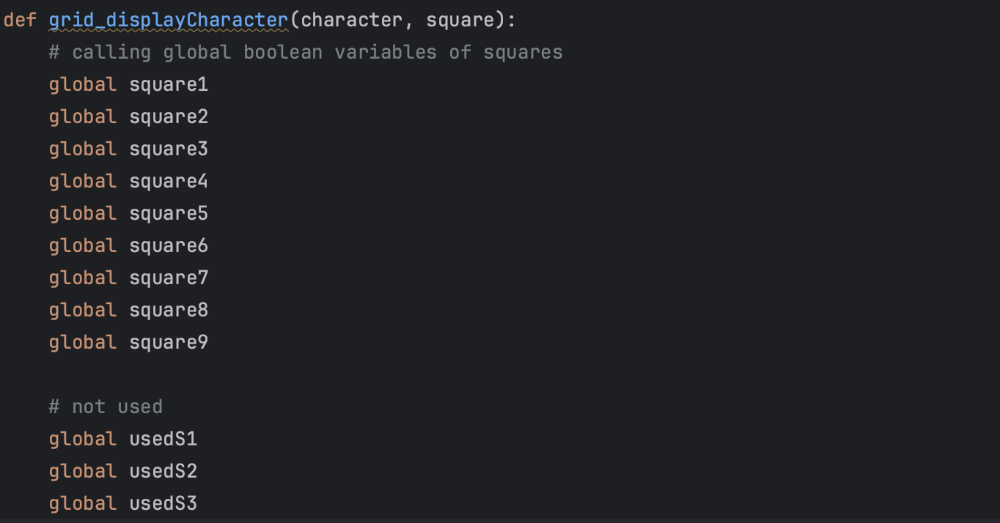 def grid_displayCharacter(character, square):
# calling global boolean variables of squares
global square1
global square2
global square3
global square4
global square5
global square6
global square7
global square8
global square9
# not used
global usedS1
global usedS2
global usedS3